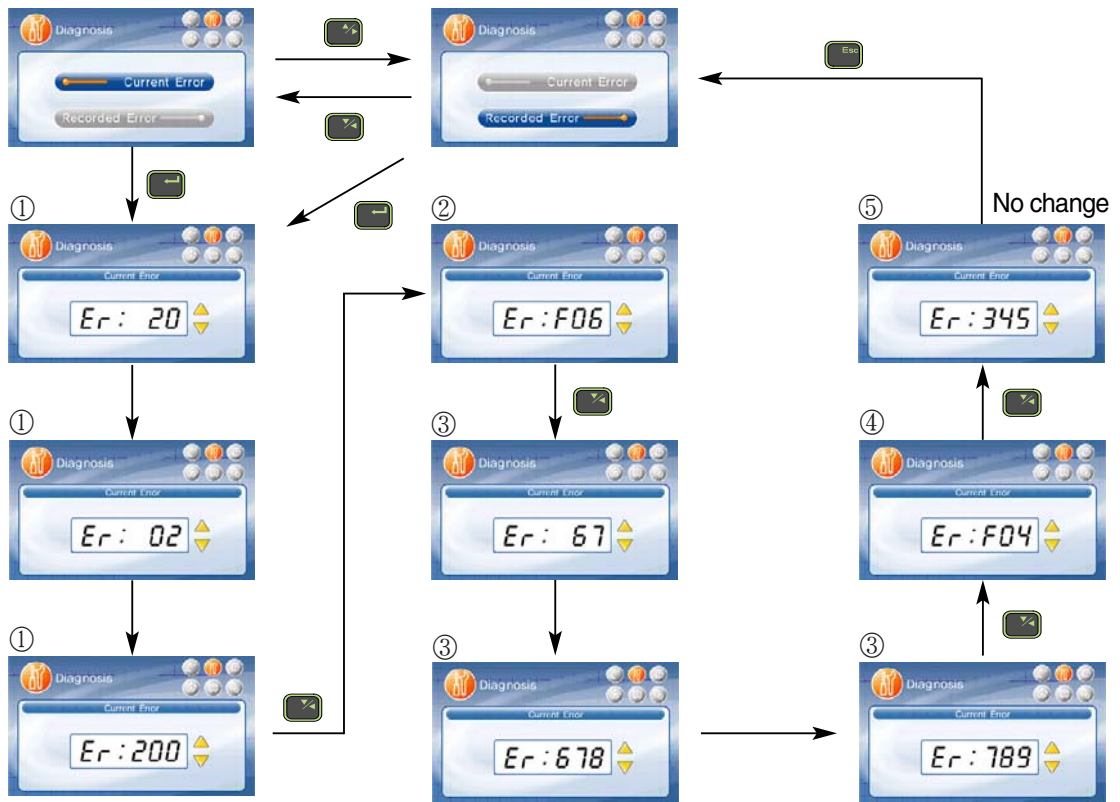 Diagnosis
Current Error
Recorded Error
Diagnosis
Current Error
Recorded Error
Esc
①
Diagnosis
Current Error
Er: 20
②
Diagnosis
Current Error
Er:F06
⑤
No change
Diagnosis
Current Error
Er:345
①
Diagnosis
Current Error
Er: 02
③
Diagnosis
Current Error
Er: 67
④
Diagnosis
Current Error
Er:F04
①
Diagnosis
Current Error
Er:200
③
Diagnosis
Current Error
Er:678
③
Diagnosis
Current Error
Er:789